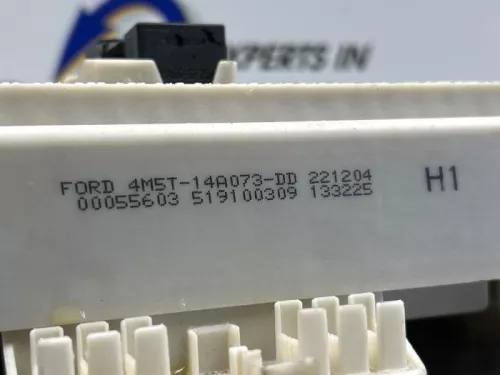 EXPERTS IN
FORD 4M5T-14A073-DD 221204
00055603 519100309 133225
H1